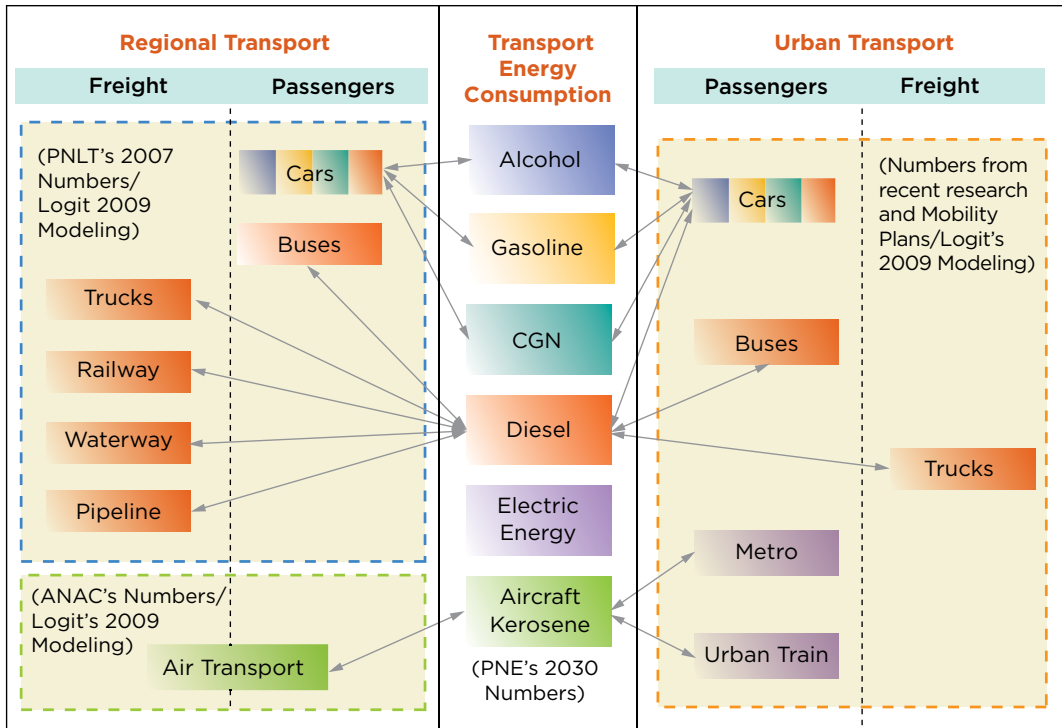 Regional Transport
Freight
Passengers
(PNLT's 2007
Numbers/
Logit 2009
Modeling)
Cars
Buses
Trucks
Railway
Waterway
Pipeline
(ANAC's Numbers/
Logit's 2009
Modeling)
Air Transport
Transport
Energy
Consumption
Alcohol
Gasoline
CGN
Diesel
Electric
Energy
Aircraft
Kerosene
(PNE's 2030
Numbers)
Urban Transport
Passengers
Freight
Cars
(Numbers from
recent research
and Mobility
Plans/Logit's
2009 Modeling)
Buses
Trucks
Metro
Urban Train